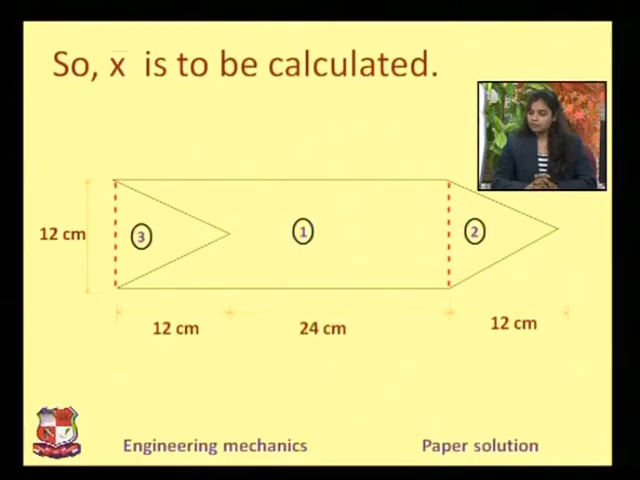 So, x̄ is to be calculated.
12 cm
3
1
2
12 cm
24 cm
12 cm
Engineering mechanics
Paper solution